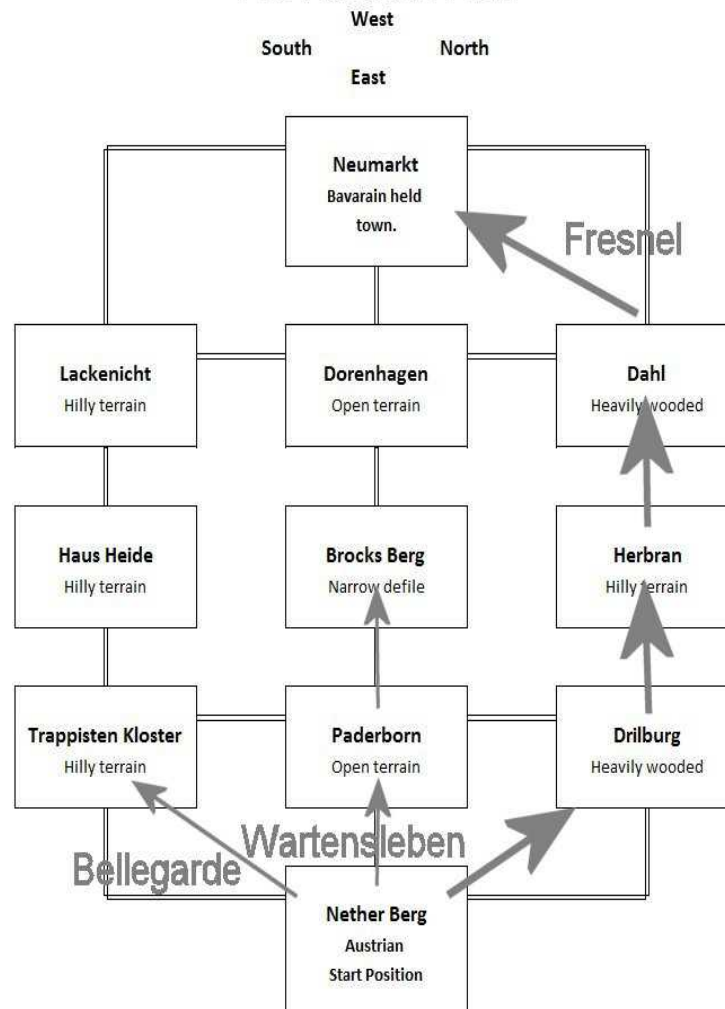 West
South North
East
Neumarkt
Bavarain held
town.
Fresnel
Lackenicht
Hilly terrain
Dorenhagen
Open terrain
Dahl
Heavily wooded
Haus Heide
Hilly terrain
Brocks Berg
Narrow defile
Herbran
Hilly terrain
Trappisten Kloster
Hilly terrain
Paderborn
Open terrain
Drilburg
Heavily wooded
Bellegarde
Wartensleben
Nether Berg
Austrian
Start Position